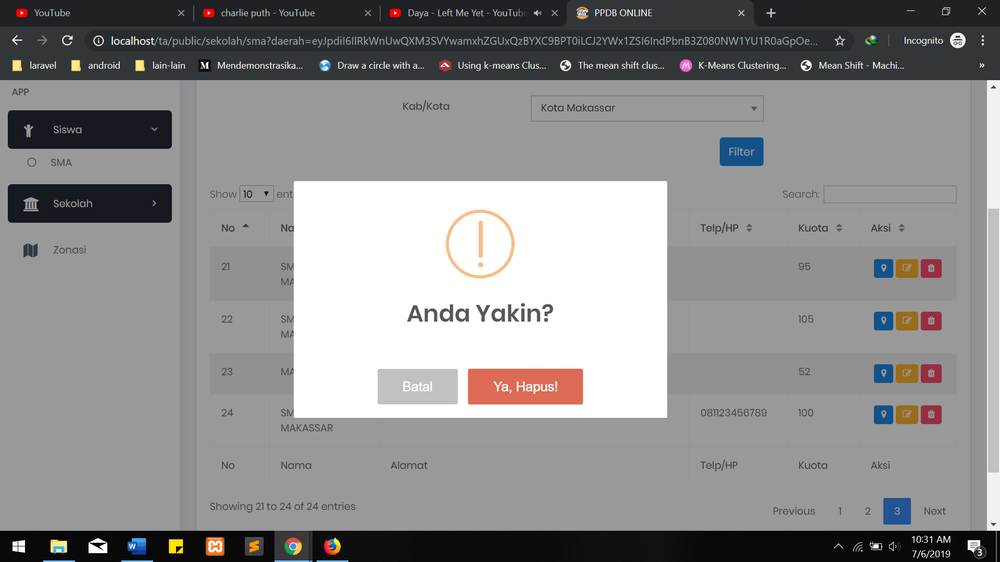 YouTube
charlie puth - YouTube
Daya - Left Me Yet - YouTube
PPDB ONLINE
localhost/ta/public/sekolah/sma?daerah=eyJpdiI6IlRkWnUwQXM3SVYwamxhZGUxQzBYXC9BPT0iLCJ2YWx1ZSI6IndPbnB3Z080NW1YU1R0aGpOe...
Incognito
laravel
android
lain-lain
Mendemonstrasika...
Draw a circle with a...
Using k-means Clus...
The mean shift clus...
K-Means Clustering...
Mean Shift - Machi...
»
APP
Siswa
SMA
Sekolah
Zonasi
Kab/Kota
Kota Makassar
Filter
Show 10 ent
Search:
No
Na
Telp/HP
Kuota
Aksi
21
SM
MA
95
22
SM
MA
105
23
MA
52
24
SM
MAKASSAR
081123456789
100
No
Nama
Alamat
Telp/HP
Kuota
Aksi
Showing 21 to 24 of 24 entries
Previous
1
2
3
Next
Anda Yakin?
Batal
Ya, Hapus!
10:31 AM
7/6/2019
3